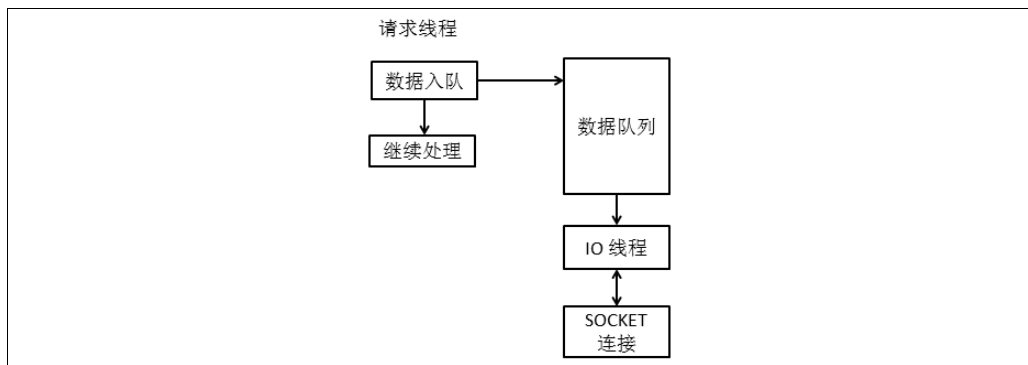 请求线程
数据入队
继续处理
数据队列
IO 线程
SOCKET
连接